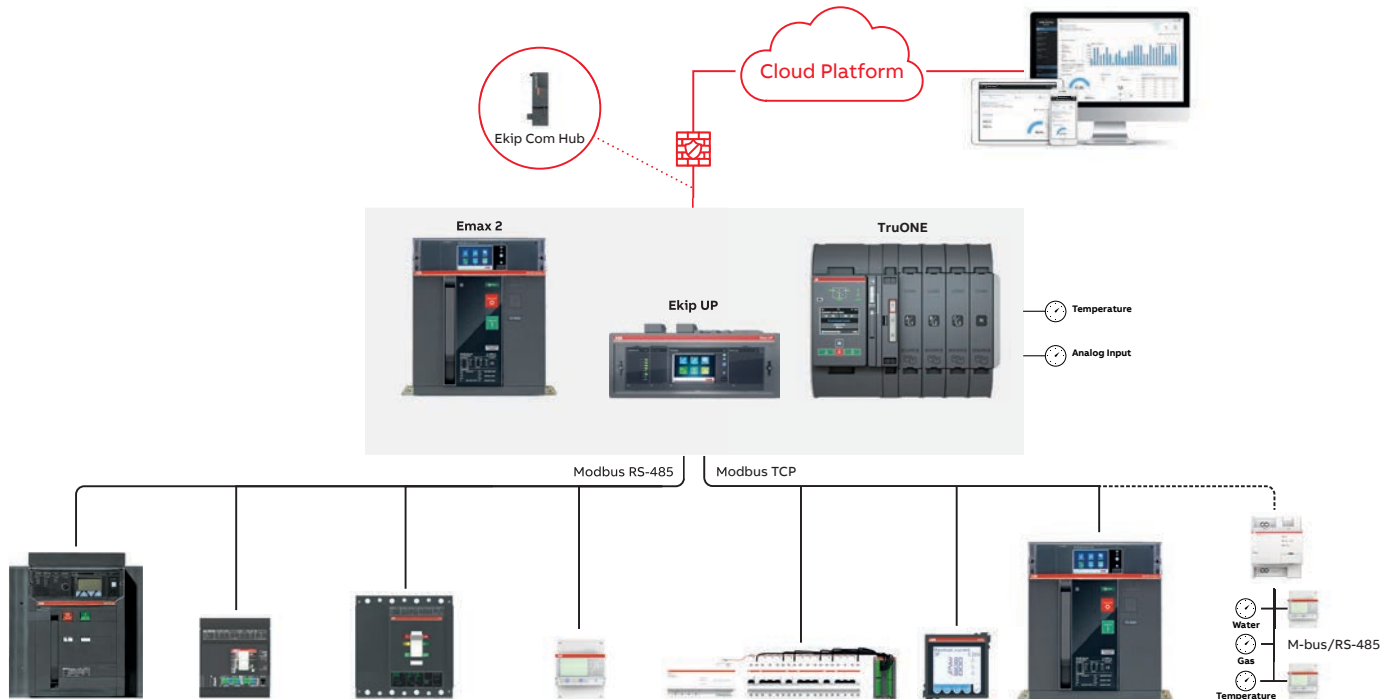 Cloud Platform
Ekip Com Hub
Emax 2
TruONE
Ekip UP
Temperature
Analog Input
Modbus RS-485
Modbus TCP
Water
Gas
M-bus/RS-485
Temperature